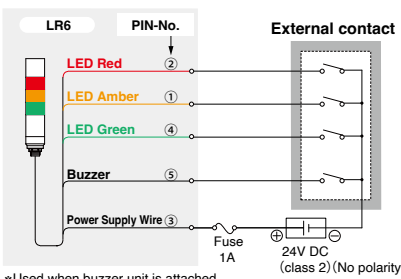 LR6 PIN-No. External contact
LED Red ②
LED Amber ①
LED Green ④
Buzzer ⑤
Power Supply Wire ③
Fuse
1A
⊕ ⊖
24V DC
(class 2) (No polarity
*Used when buzzer unit is attached